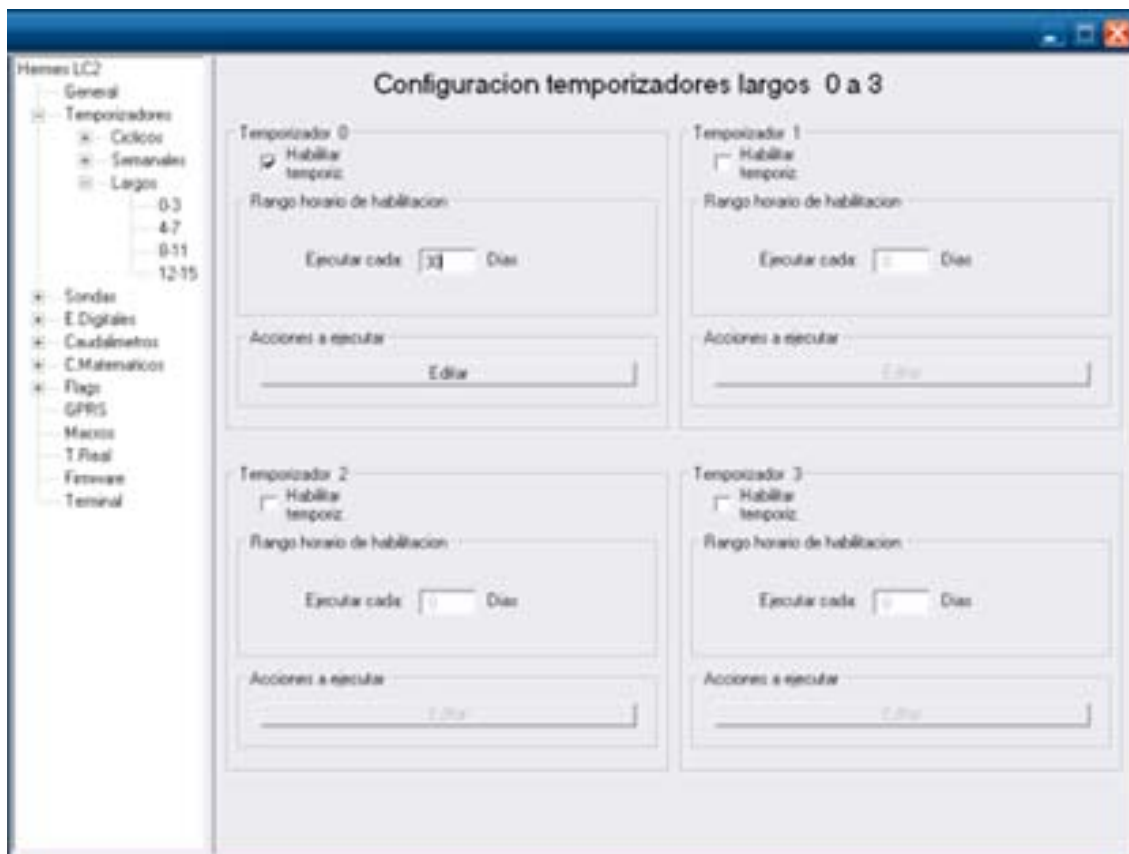 Hermes LC2
General
Temporizadores
Ciclicos
Semanales
Largos
0-3
4-7
8-11
12-15
Sondas
E.Digitales
Caudalimetros
C.Matematicos
Flags
GPRS
Macros
T.Real
Firmware
Terminal
Configuracion temporizadores largos 0 a 3
Temporizador 0
Habilitar
temporiz.
Rango horario de habilitacion
Ejecutar cada: 30 Dias
Acciones a ejecutar
Editar
Temporizador 1
Habilitar
temporiz.
Rango horario de habilitacion
Ejecutar cada: Dias
Acciones a ejecutar
Editar
Temporizador 2
Habilitar
temporiz.
Rango horario de habilitacion
Ejecutar cada: Dias
Acciones a ejecutar
Editar
Temporizador 3
Habilitar
temporiz.
Rango horario de habilitacion
Ejecutar cada: Dias
Acciones a ejecutar
Editar